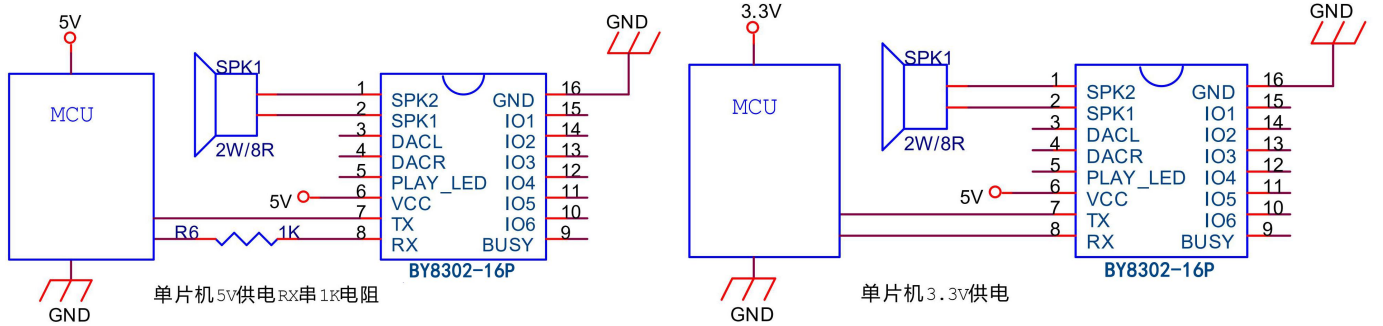 5V
MCU
GND
SPK1
2W/8R
5V
R6
1K
1
2
3
4
5
6
7
8
SPK2
SPK1
DACL
DACR
PLAY_LED
VCC
TX
RX
GND
IO1
IO2
IO3
IO4
IO5
IO6
BUSY
16
15
14
13
12
11
10
9
GND
BY8302-16P
单片机5V供电RX串1K电阻
3.3V
MCU
GND
SPK1
2W/8R
5V
1
2
3
4
5
6
7
8
SPK2
SPK1
DACL
DACR
PLAY_LED
VCC
TX
RX
GND
IO1
IO2
IO3
IO4
IO5
IO6
BUSY
16
15
14
13
12
11
10
9
GND
BY8302-16P
单片机3.3V供电